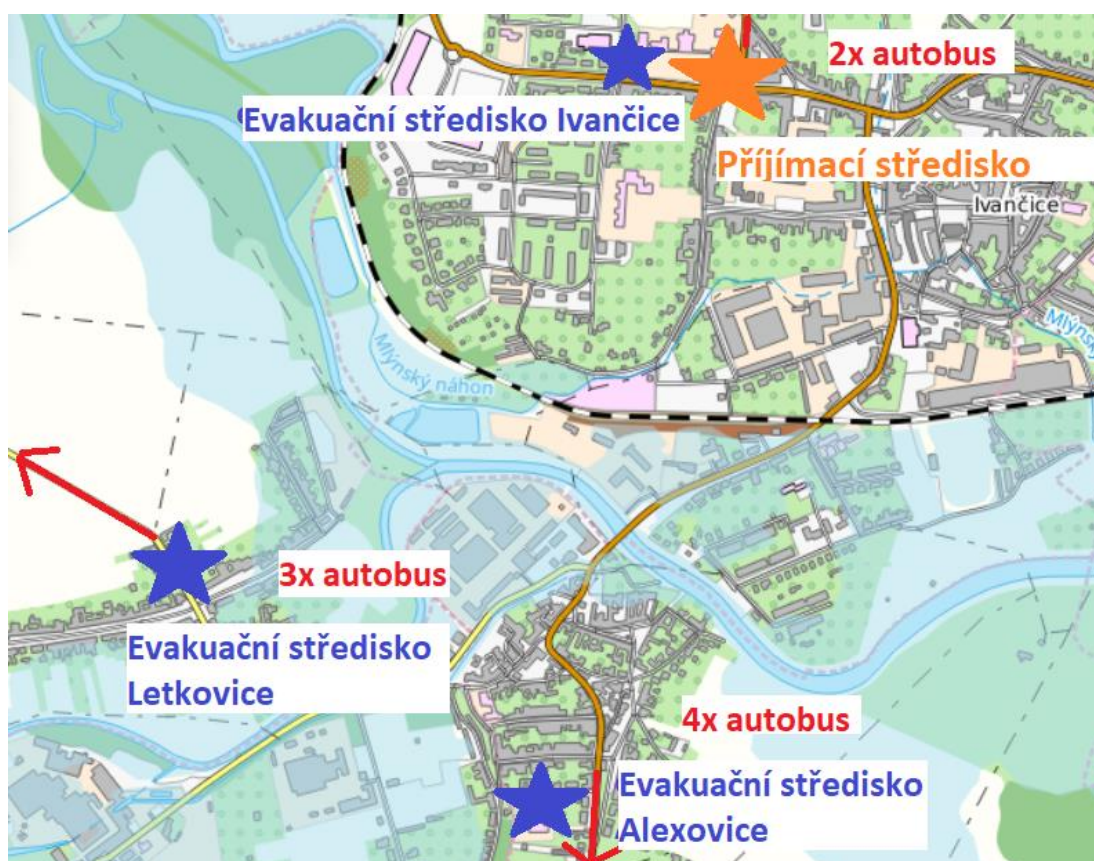 2x autobus
Evakuační středisko Ivančice
Příjímací středisko
Ivančice
Mlýnský náhon
Mlýnský
3x autobus
Evakuační středisko
Letkovice
4x autobus
Evakuační středisko
Alexovice